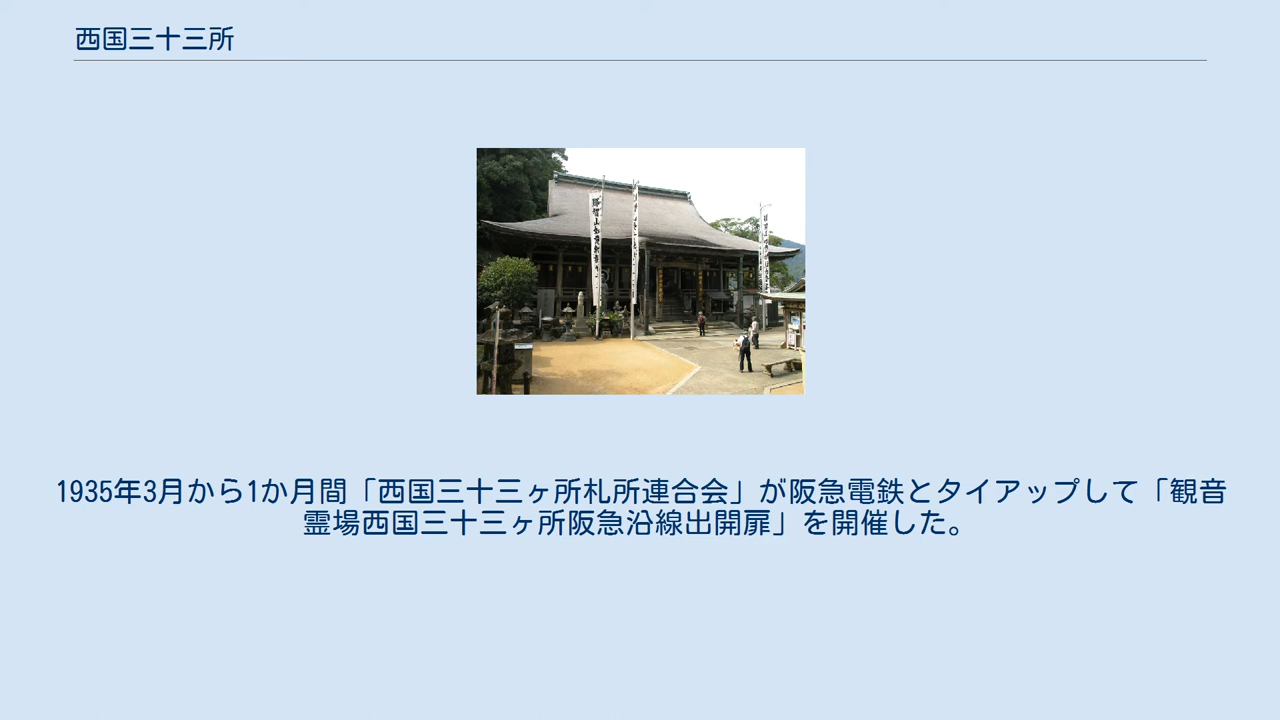 西国三十三所
1935年3月から1か月間「西国三十三ヶ所札所連合会」が阪急電鉄とタイアップして「観音
霊場西国三十三ヶ所阪急沿線出開扉」を開催した。